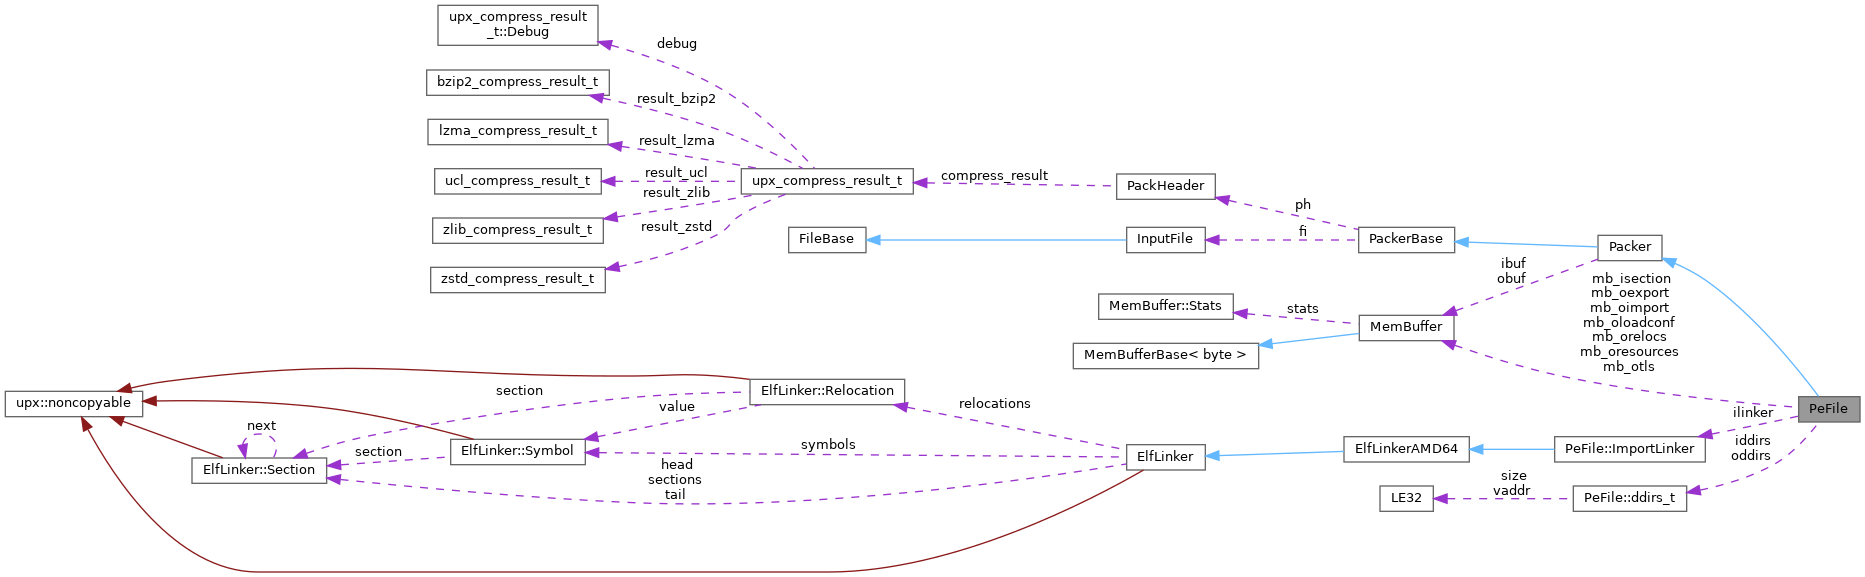 upx_compress_result
_t::Debug
debug
bzip2_compress_result_t
result_bzip2
lzma_compress_result_t
result_lzma
ucl_compress_result_t
result_ucl
result_zlib
zlib_compress_result_t
result_zstd
zstd_compress_result_t
upx_compress_result_t
compress_result
PackHeader
ph
fi
FileBase
InputFile
PackerBase
Packer
ibuf
obuf
MemBuffer::Stats
stats
MemBuffer
MemBufferBase< byte >
mb_isection
mb_oexport
mb_oimport
mb_oloadconf
mb_orelocs
mb_oresources
mb_otls
PeFile
upx::noncopyable
section
ElfLinker::Relocation
value
relocations
next
section
ElfLinker::Section
ElfLinker::Symbol
symbols
head
sections
tail
ElfLinker
ElfLinkerAMD64
PeFile::ImportLinker
ilinker
iddirs
oddirs
LE32
size
vaddr
PeFile::ddirs_t